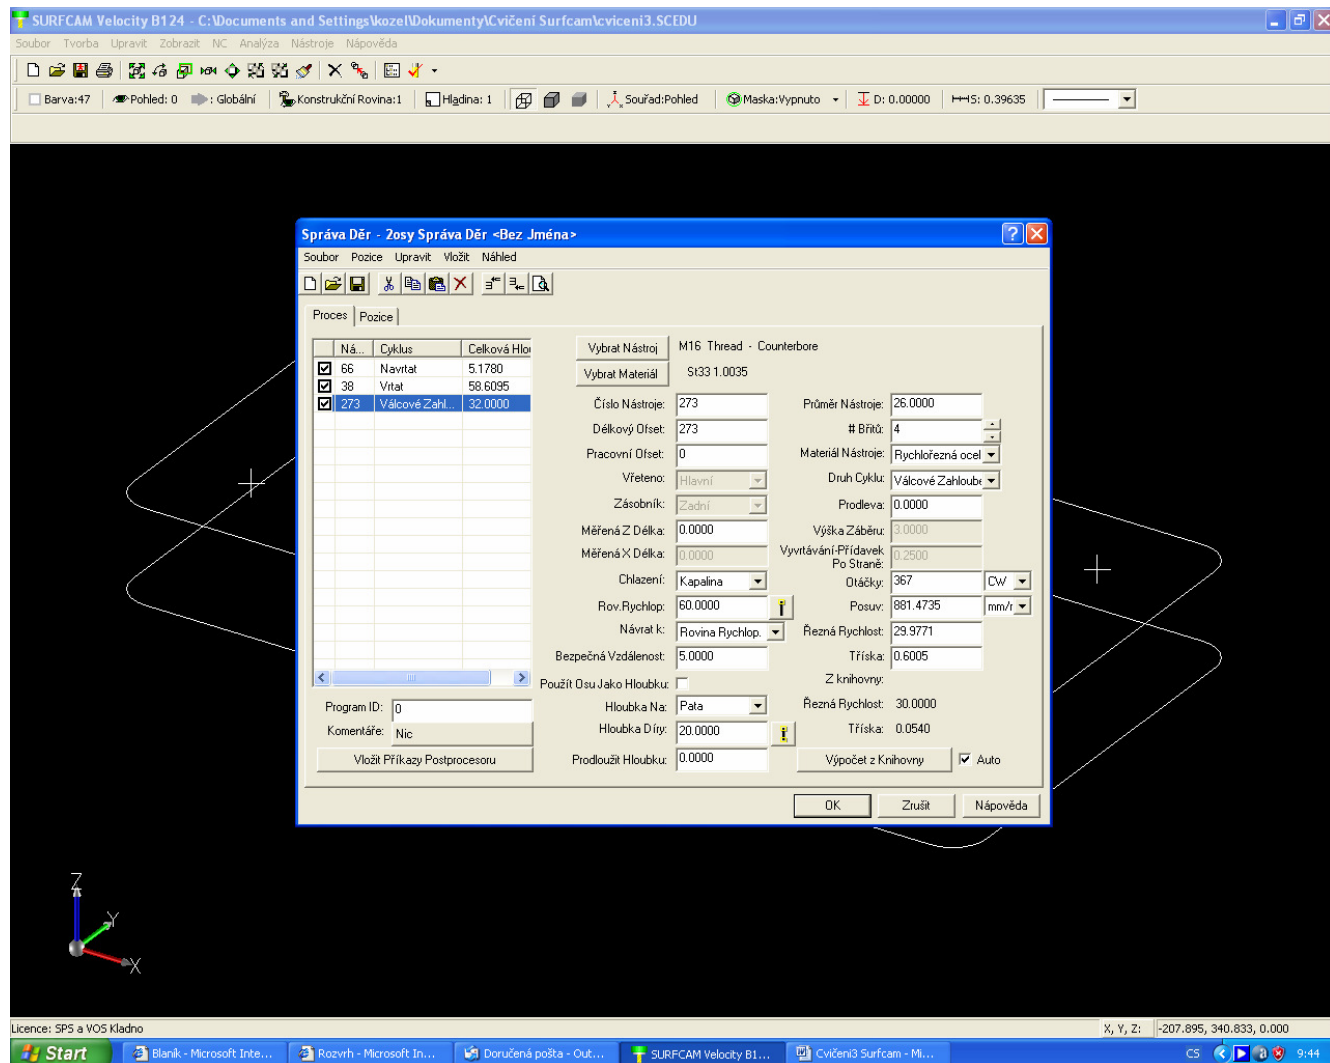 SURFCAM Velocity B124 - C:\Documents and Settings\kozel\Dokumenty\Cvičení Surfcam\cviceni3.SCEDU
Soubor Tvorba Upravit Zobrazit NC Analýza Nástroje Nápověda
Barva:47 Pohled: 0 : Globální Konstrukční Rovina:1 Hladina: 1 Souřad:Pohled Maska:Vypnuto D: 0.00000 S: 0.39635
Správa Děr - 2osy Správa Děr <Bez Jména>
Soubor Pozice Upravit Vložit Náhled
Proces Pozice
Ná... Cyklus Celková Hlou
66 Navrtat 5.1780
38 Vrtat 58.6095
273 Válcové Zahl... 32.0000
Program ID: 0
Komentáře: Nic
Vložit Příkazy Postprocesoru
Vybrat Nástroj M16 Thread - Counterbore
Vybrat Materiál St33 1.0035
Číslo Nástroje: 273 Průměr Nástroje: 26.0000
Délkový Ofset: 273 # Břitů: 4
Pracovní Ofset: 0 Materiál Nástroje: Rychlořezná ocel
Vřeteno: Hlavní Druh Cyklu: Válcové Zahloube
Zásobník: Zadní Prodleva: 0.0000
Měřená Z Délka: 0.0000 Výška Záběru: 3.0000
Měřená X Délka: 0.0000 Vyvrtávání-Přídavek Po Straně: 0.2500
Chlazení: Kapalina Otáčky: 367 CW
Rov.Rychlop: 60.0000 Posuv: 881.4735 mm/r
Návrat k: Rovina Rychlop. Řezná Rychlost: 29.9771
Bezpečná Vzdálenost: 5.0000 Tříska: 0.6005
Použít Osu Jako Hloubku: Z knihovny:
Hloubka Na: Pata Řezná Rychlost: 30.0000
Hloubka Díry: 20.0000 Tříska: 0.0540
Prodloužit Hloubku: 0.0000 Výpočet z Knihovny Auto
OK Zrušit Nápověda
Z
Y
X
Licence: SPS a VOS Kladno X, Y, Z: -207.895, 340.833, 0.000
Start Blaník - Microsoft Inte... Rozvrh - Microsoft In... Doručená pošta - Out... SURFCAM Velocity B1... Cvičení3 Surfcam - Mi... CS 9:44